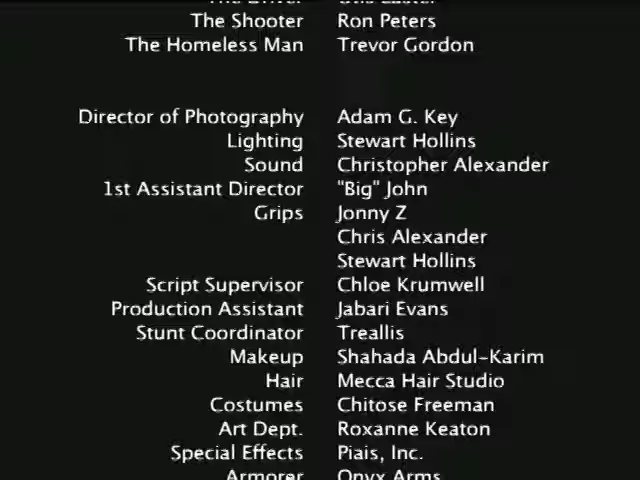 The Shooter Ron Peters
The Homeless Man Trevor Gordon
Director of Photography Adam G. Key
Lighting Stewart Hollins
Sound Christopher Alexander
1st Assistant Director "Big" John
Grips Jonny Z
Chris Alexander
Stewart Hollins
Script Supervisor Chloe Krumwell
Production Assistant Jabari Evans
Stunt Coordinator Treallis
Makeup Shahada Abdul-Karim
Hair Mecca Hair Studio
Costumes Chitose Freeman
Art Dept. Roxanne Keaton
Special Effects Piais, Inc.
Armorer Onyx Arms